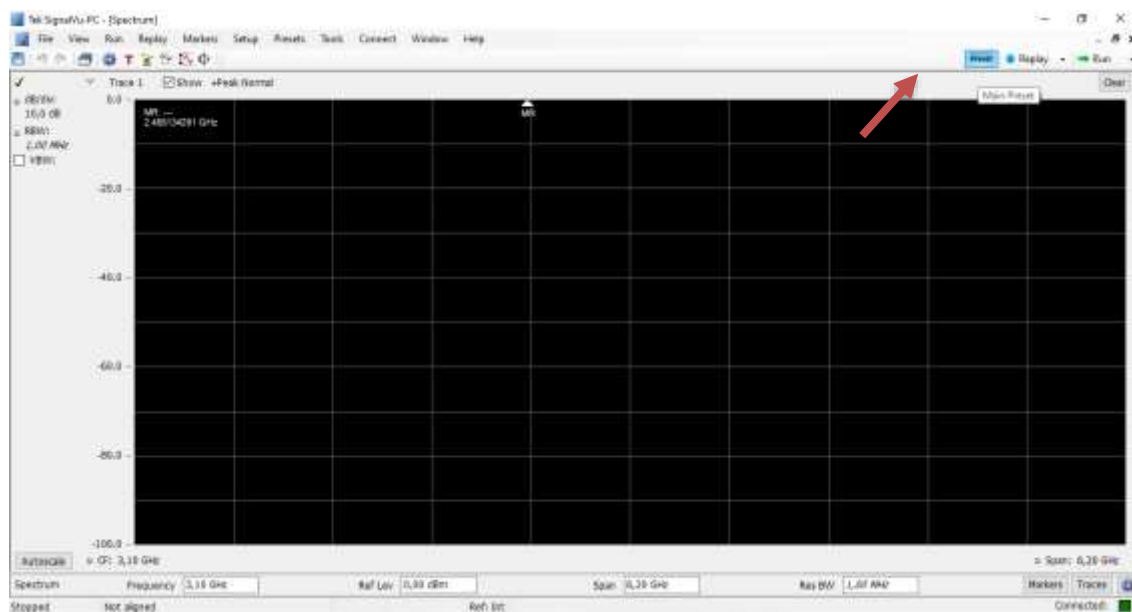 Tek SignalVu-PC - [Spectrum]
File View Run Replay Markers Setup Presets Tools Connect Window Help
Preset Replay Run
Trace 1 Show +Peak Normal Clear
Main Preset
dB/div:
10,0 dB
RBW:
1,00 MHz
VBW:
0.0
MR: ---
GHz
MR
-20.0
-40.0
-60.0
-80.0
-100.0
Autoscale CF: 3,10 GHz Span: 0,20 GHz
Spectrum Frequency 3,10 GHz Ref Lev 0,00 dBm Span 0,20 GHz Res BW 1,00 MHz Markers Traces
Stopped Not aligned Ref: Int Connected: